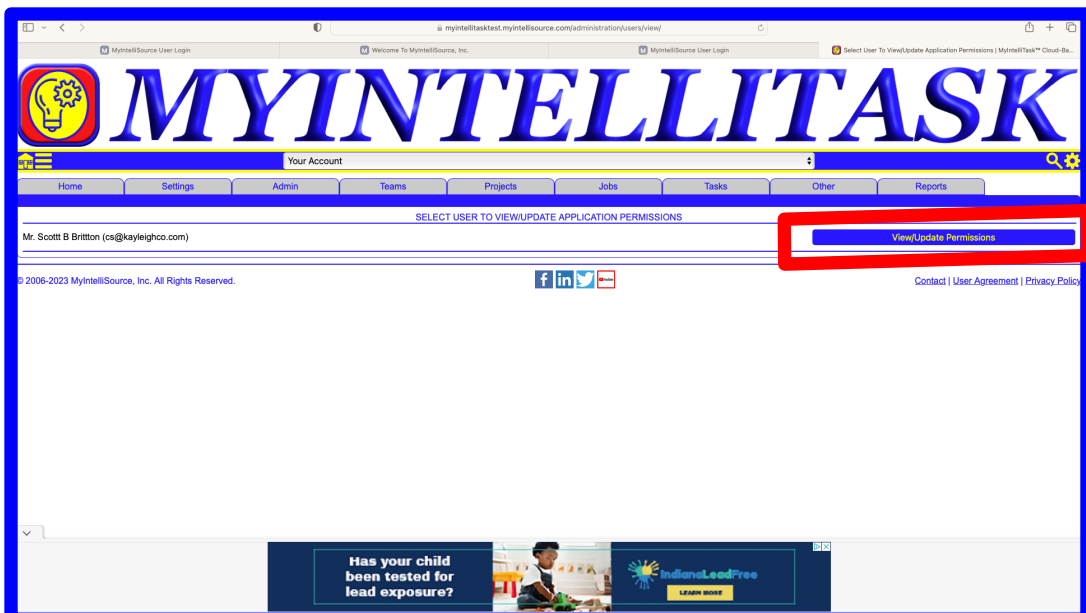 myintellitasktest.myintellisource.com/administration/users/view/
M MyIntelliSource User Login
M Welcome To MyIntelliSource, Inc.
M MyIntelliSource User Login
Select User To View/Update Application Permissions | MyIntelliTask™ Cloud-Ba...
MYINTELLITASK
Your Account
Home Settings Admin Teams Projects Jobs Tasks Other Reports
SELECT USER TO VIEW/UPDATE APPLICATION PERMISSIONS
Mr. Scottt B Brittton (cs@kayleighco.com) View/Update Permissions
© 2006-2023 MyIntelliSource, Inc. All Rights Reserved. f in Contact | User Agreement | Privacy Policy
Has your child
been tested for
lead exposure?
IndianaLeadFree
LEARN MORE